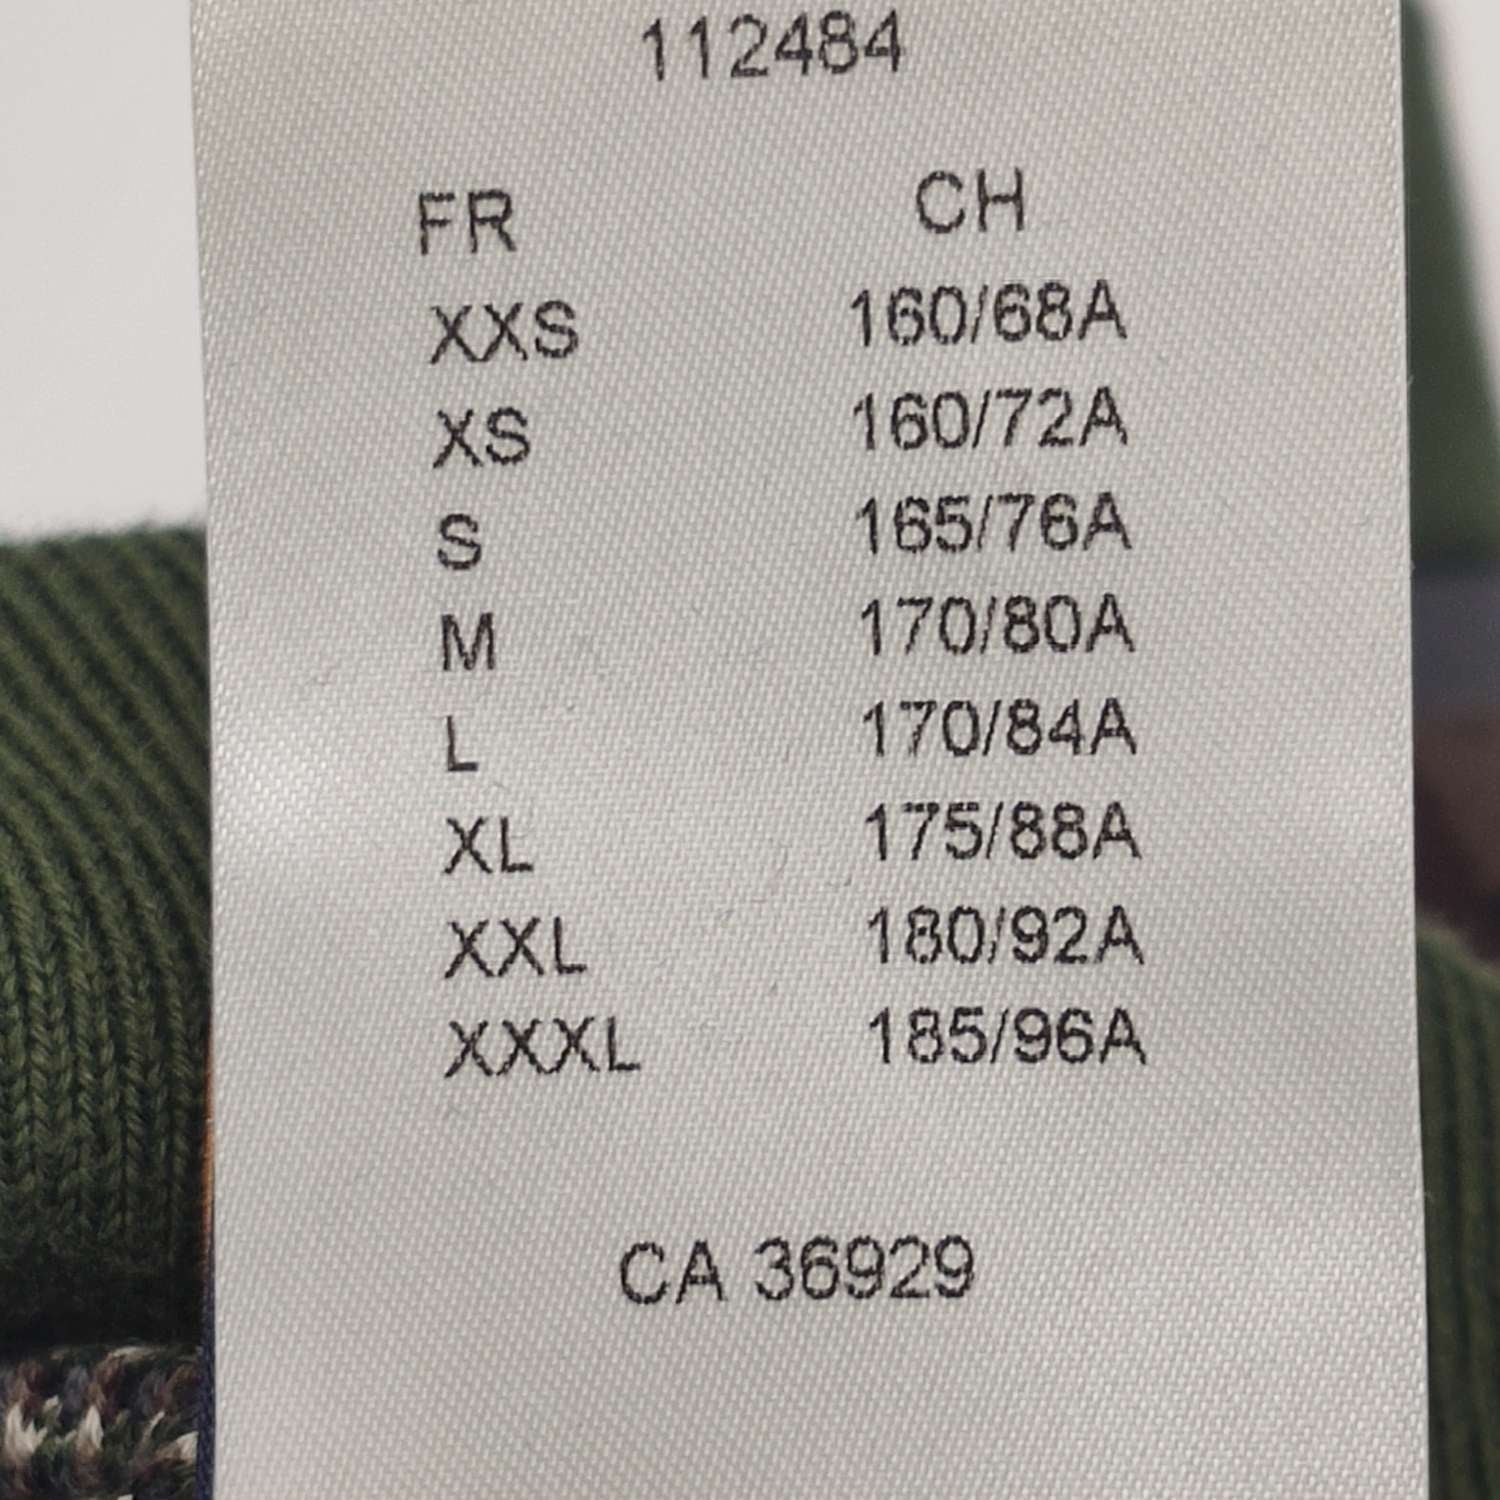 112484
FR CH
XXS 160/68A
XS 160/72A
S 165/76A
M 170/80A
L 170/84A
XL 175/88A
XXL 180/92A
XXXL 185/96A
CA 36929